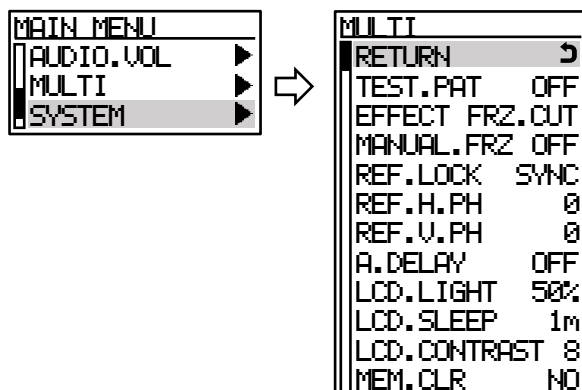 MAIN MENU
AUDIO.VOL
MULTI
SYSTEM
MULTI
RETURN
TEST.PAT OFF
EFFECT FRZ.CUT
MANUAL.FRZ OFF
REF.LOCK SYNC
REF.H.PH 0
REF.V.PH 0
A.DELAY OFF
LCD.LIGHT 50%
LCD.SLEEP 1m
LCD.CONTRAST 8
MEM.CLR NO